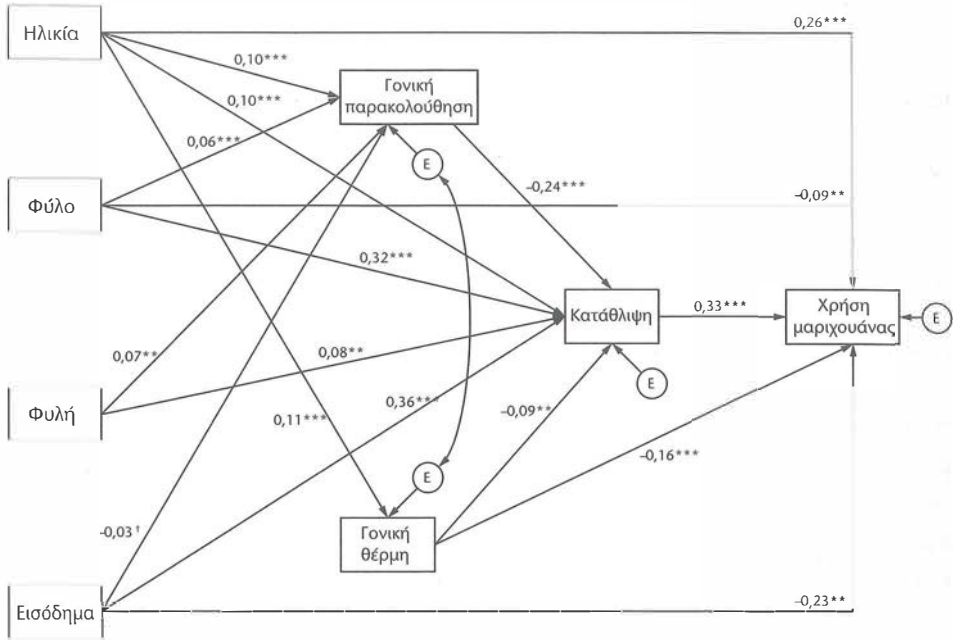 Ηλικία
0,26***
0,10***
Γονική
παρακολούθηση
0,10***
0,06***
E
-0,24***
Φύλο
-0,09**
0,32***
Κατάθλιψη
0,33***
Χρήση
μαριχουάνας
E
0,07**
0,08**
E
Φυλή
0,36***
0,11***
-0,09**
-0,16***
E
-0,03†
Γονική
θέρμη
Εισόδημα
-0,23**